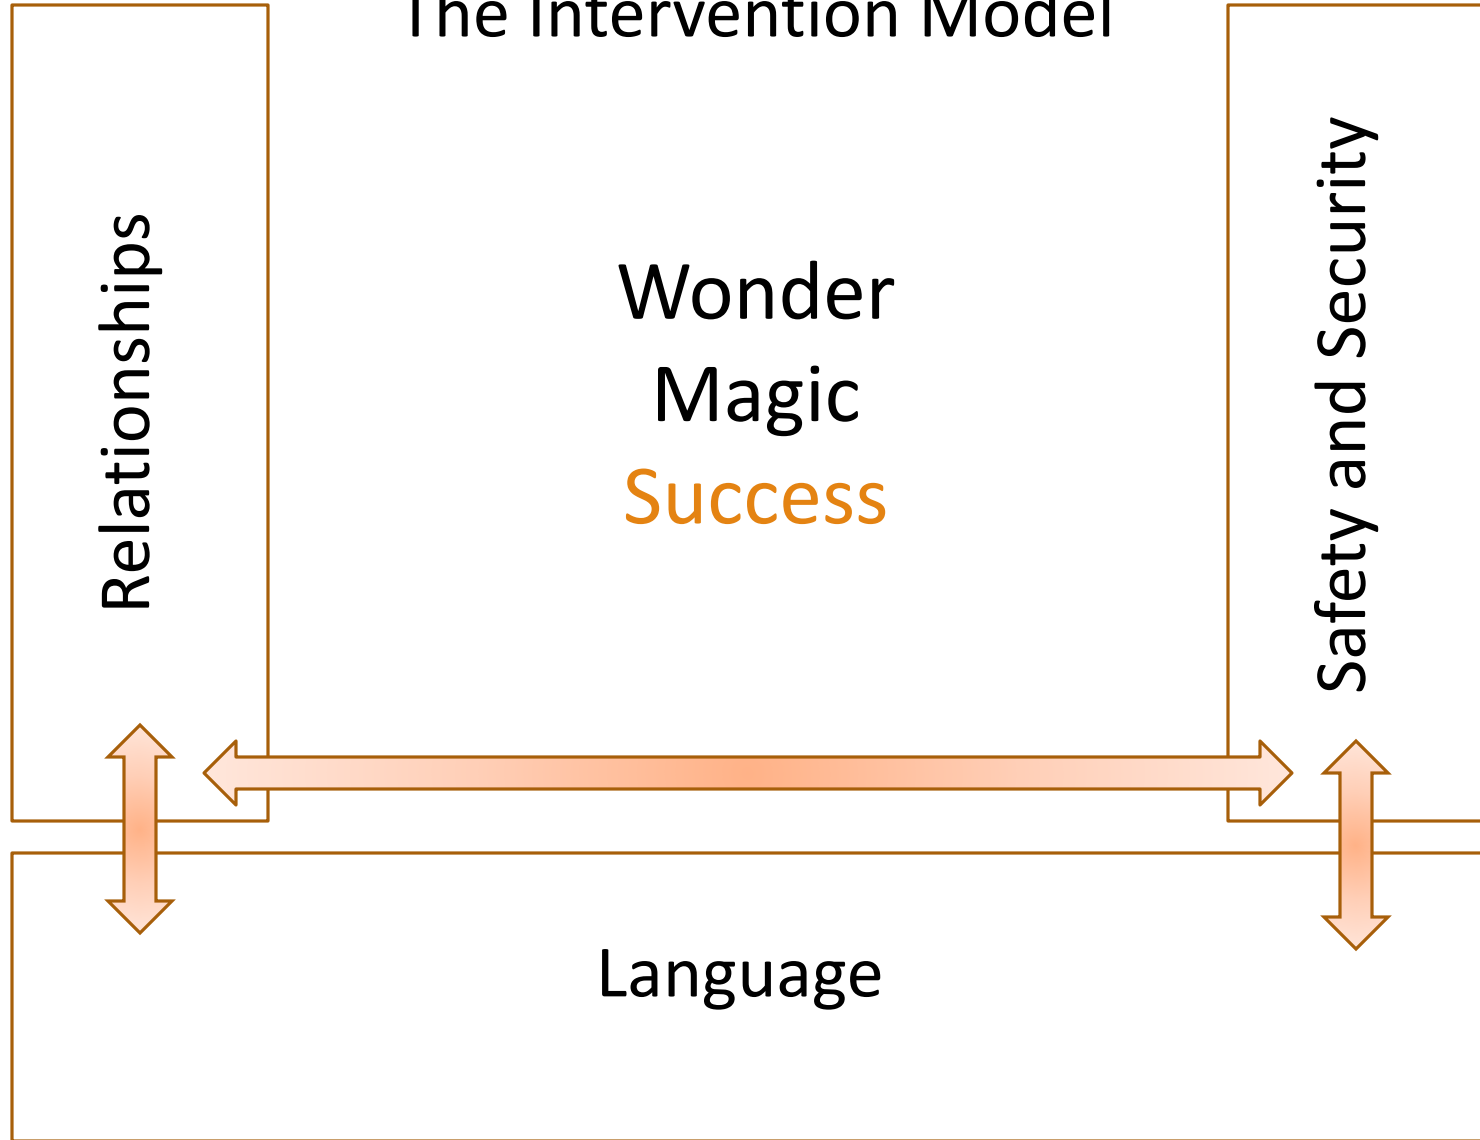 The Intervention Model
Relationships
Wonder
Magic
Success
Safety and Security
Language